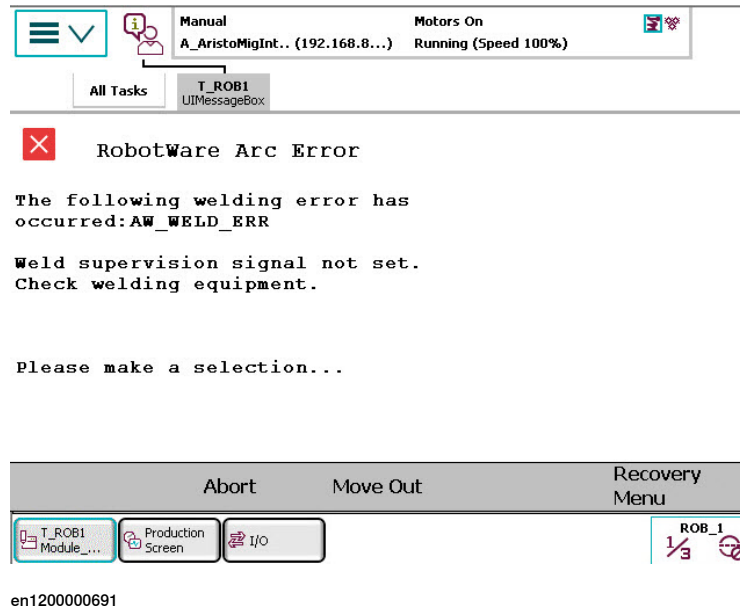 Manual
Motors On
A_AristoMigInt.. (192.168.8...)
Running (Speed 100%)
All Tasks
T_ROB1
UIMessageBox
RobotWare Arc Error
The following welding error has
occurred:AW_WELD_ERR
Weld supervision signal not set.
Check welding equipment.
Please make a selection...
Abort
Move Out
Recovery
Menu
T_ROB1
Module_...
Production
Screen
I/O
ROB_1
1/3
en1200000691